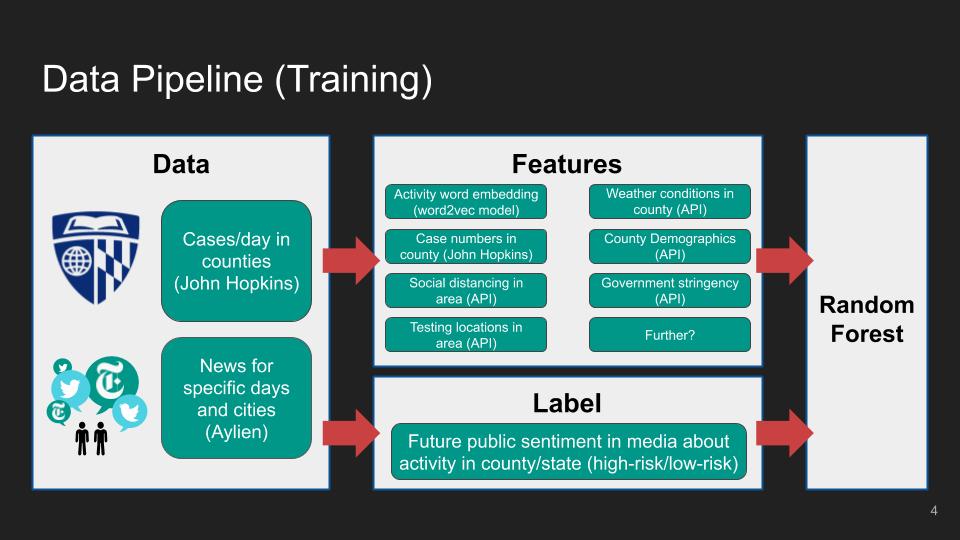 Data Pipeline (Training)
Data
Cases/day in
counties
(John Hopkins)
News for
specific days
and cities
(Aylien)
Features
Activity word embedding
(word2vec model)
Case numbers in
county (John Hopkins)
Social distancing in
area (API)
Testing locations in
area (API)
Weather conditions in
county (API)
County Demographics
(API)
Government stringency
(API)
Further?
Label
Future public sentiment in media about
activity in county/state (high-risk/low-risk)
Random
Forest
4